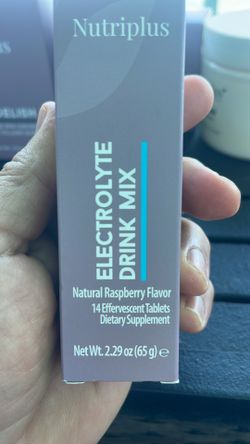 Nutriplus
ELECTROLYTE
DRINK MIX
Natural Raspberry Flavor
14 Effervescent Tablets
Dietary Supplement
Net Wt. 2.29 oz (65 g) e